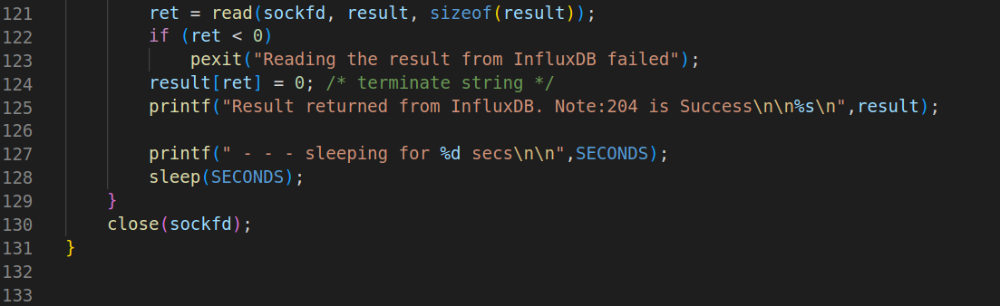 121 ret = read(sockfd, result, sizeof(result));
122 if (ret < 0)
123 pexit("Reading the result from InfluxDB failed");
124 result[ret] = 0; /* terminate string */
125 printf("Result returned from InfluxDB. Note:204 is Success\n\n%s\n",result);
126
127 printf(" - - - sleeping for %d secs\n\n",SECONDS);
128 sleep(SECONDS);
129 }
130 close(sockfd);
131 }
132
133